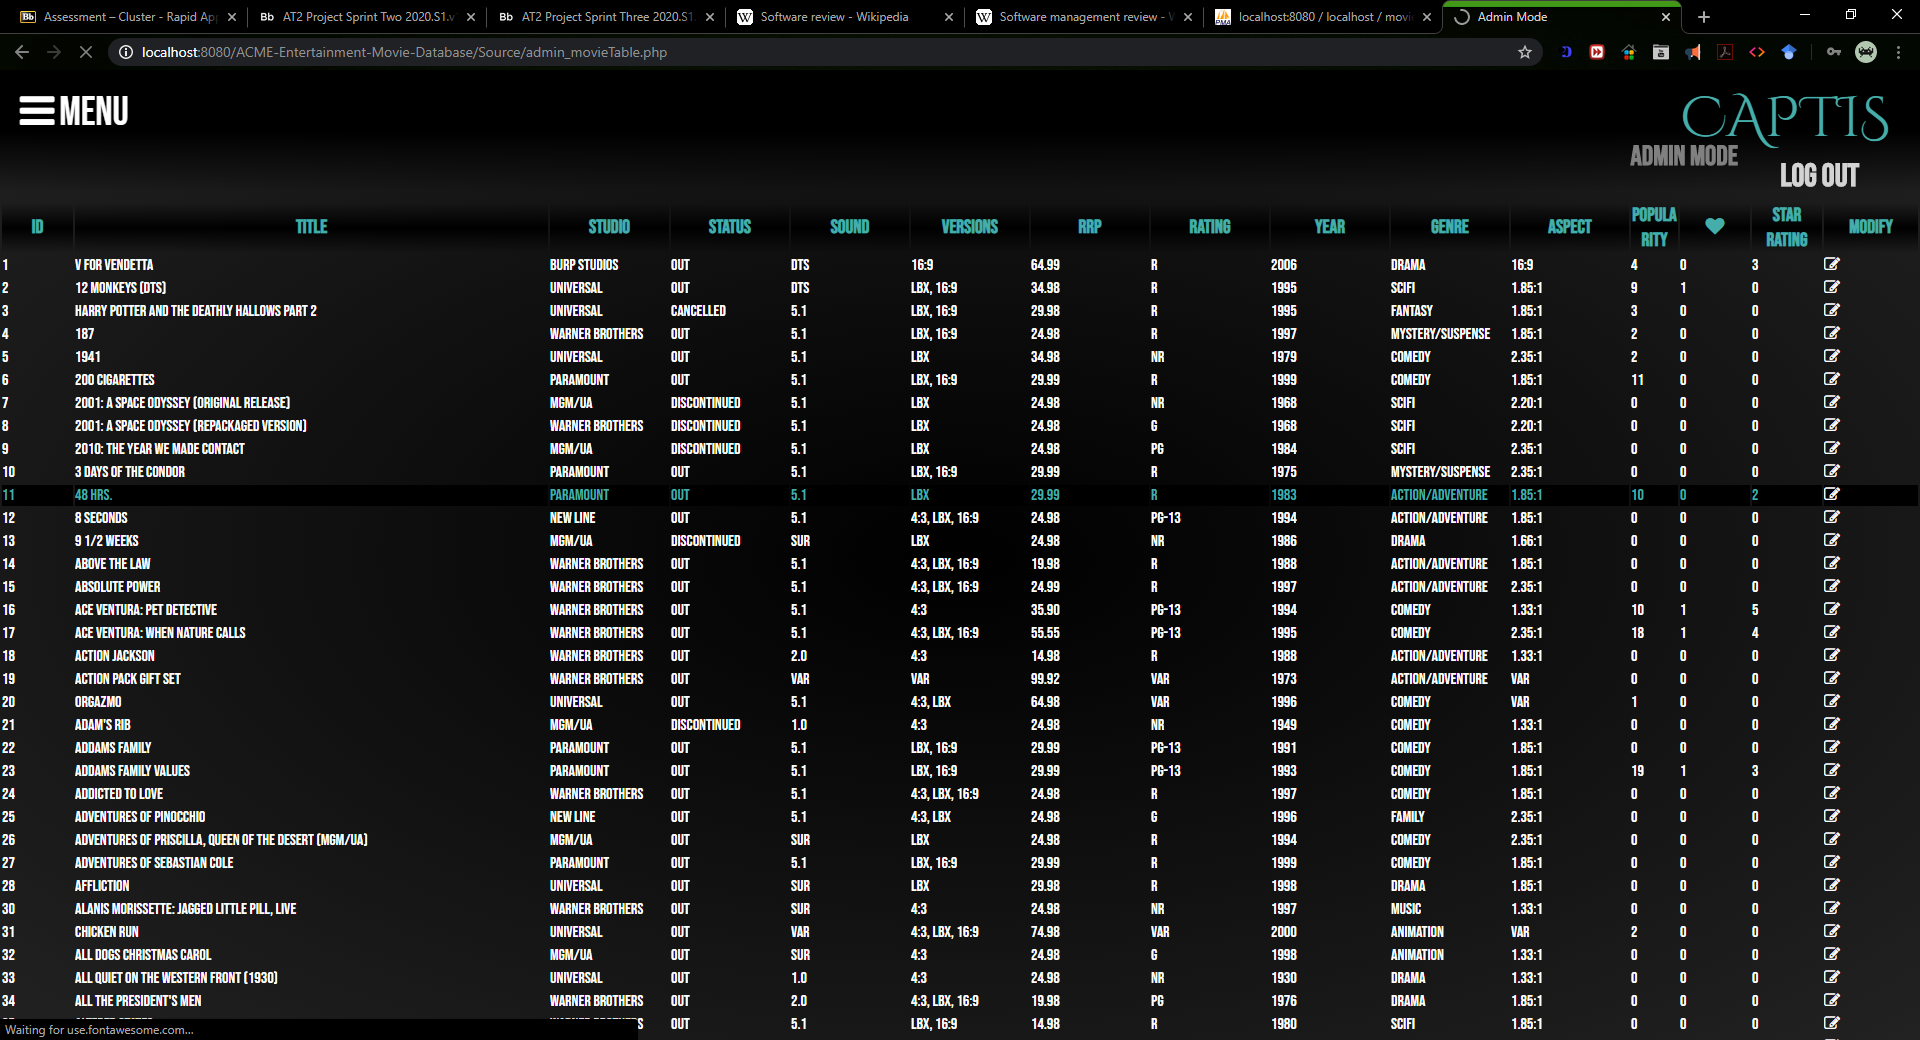 Assessment – Cluster - Rapid Ap
AT2 Project Sprint Two 2020.S1.v
AT2 Project Sprint Three 2020.S1.
Software review - Wikipedia
Software management review - W
localhost:8080 / localhost / movi
Admin Mode
localhost:8080/ACME-Entertainment-Movie-Database/Source/admin_movieTable.php
MENU
CAPTIS
ADMIN MODE
LOG OUT
ID TITLE STUDIO STATUS SOUND VERSIONS RRP RATING YEAR GENRE ASPECT POPULA RITY STAR RATING MODIFY
1 V FOR VENDETTA BURP STUDIOS OUT DTS 16:9 64.99 R 2006 DRAMA 16:9 4 0 3
2 12 MONKEYS (DTS) UNIVERSAL OUT DTS LBX, 16:9 34.98 R 1995 SCIFI 1.85:1 9 1 0
3 HARRY POTTER AND THE DEATHLY HALLOWS PART 2 UNIVERSAL CANCELLED 5.1 LBX, 16:9 29.98 R 1995 FANTASY 1.85:1 3 0 0
4 187 WARNER BROTHERS OUT 5.1 LBX, 16:9 24.98 R 1997 MYSTERY/SUSPENSE 1.85:1 2 0 0
5 1941 UNIVERSAL OUT 5.1 LBX 34.98 NR 1979 COMEDY 2.35:1 2 0 0
6 200 CIGARETTES PARAMOUNT OUT 5.1 LBX, 16:9 29.99 R 1999 COMEDY 1.85:1 11 0 0
7 2001: A SPACE ODYSSEY (ORIGINAL RELEASE) MGM/UA DISCONTINUED 5.1 LBX 24.98 NR 1968 SCIFI 2.20:1 0 0 0
8 2001: A SPACE ODYSSEY (REPACKAGED VERSION) WARNER BROTHERS DISCONTINUED 5.1 LBX 24.98 G 1968 SCIFI 2.20:1 0 0 0
9 2010: THE YEAR WE MADE CONTACT MGM/UA DISCONTINUED 5.1 LBX 24.98 PG 1984 SCIFI 2.35:1 0 0 0
10 3 DAYS OF THE CONDOR PARAMOUNT OUT 5.1 LBX, 16:9 29.99 R 1975 MYSTERY/SUSPENSE 2.35:1 0 0 0
11 48 HRS. PARAMOUNT OUT 5.1 LBX 29.99 R 1983 ACTION/ADVENTURE 1.85:1 10 0 2
12 8 SECONDS NEW LINE OUT 5.1 4:3, LBX, 16:9 24.98 PG-13 1994 ACTION/ADVENTURE 1.85:1 0 0 0
13 9 1/2 WEEKS MGM/UA DISCONTINUED SUR LBX 24.98 NR 1986 DRAMA 1.66:1 0 0 0
14 ABOVE THE LAW WARNER BROTHERS OUT 5.1 4:3, LBX, 16:9 19.98 R 1988 ACTION/ADVENTURE 1.85:1 0 0 0
15 ABSOLUTE POWER WARNER BROTHERS OUT 5.1 4:3, LBX, 16:9 24.99 R 1997 ACTION/ADVENTURE 2.35:1 0 0 0
16 ACE VENTURA: PET DETECTIVE WARNER BROTHERS OUT 5.1 4:3 35.90 PG-13 1994 COMEDY 1.33:1 10 1 5
17 ACE VENTURA: WHEN NATURE CALLS WARNER BROTHERS OUT 5.1 4:3, LBX, 16:9 55.55 PG-13 1995 COMEDY 2.35:1 18 1 4
18 ACTION JACKSON WARNER BROTHERS OUT 2.0 4:3 14.98 R 1988 ACTION/ADVENTURE 1.33:1 0 0 0
19 ACTION PACK GIFT SET WARNER BROTHERS OUT VAR VAR 99.92 VAR 1973 ACTION/ADVENTURE VAR 0 0 0
20 ORGAZMO UNIVERSAL OUT 5.1 4:3, LBX 64.98 VAR 1996 COMEDY VAR 1 0 0
21 ADAM'S RIB MGM/UA DISCONTINUED 1.0 4:3 24.98 NR 1949 COMEDY 1.33:1 0 0 0
22 ADDAMS FAMILY PARAMOUNT OUT 5.1 LBX, 16:9 29.99 PG-13 1991 COMEDY 1.85:1 0 0 0
23 ADDAMS FAMILY VALUES PARAMOUNT OUT 5.1 LBX, 16:9 29.99 PG-13 1993 COMEDY 1.85:1 19 1 3
24 ADDICTED TO LOVE WARNER BROTHERS OUT 5.1 4:3, LBX, 16:9 24.98 R 1997 COMEDY 1.85:1 0 0 0
25 ADVENTURES OF PINOCCHIO NEW LINE OUT 5.1 4:3, LBX 24.98 G 1996 FAMILY 2.35:1 0 0 0
26 ADVENTURES OF PRISCILLA, QUEEN OF THE DESERT (MGM/UA) MGM/UA OUT SUR LBX 24.98 R 1994 COMEDY 2.35:1 0 0 0
27 ADVENTURES OF SEBASTIAN COLE PARAMOUNT OUT 5.1 LBX, 16:9 29.99 R 1999 COMEDY 1.85:1 0 0 0
28 AFFLICTION UNIVERSAL OUT SUR LBX 29.98 R 1998 DRAMA 1.85:1 0 0 0
30 ALANIS MORISSETTE: JAGGED LITTLE PILL, LIVE WARNER BROTHERS OUT SUR 4:3 24.98 NR 1997 MUSIC 1.33:1 0 0 0
31 CHICKEN RUN UNIVERSAL OUT VAR 4:3, LBX, 16:9 74.98 VAR 2000 ANIMATION VAR 2 0 0
32 ALL DOGS CHRISTMAS CAROL MGM/UA OUT SUR 4:3 24.98 G 1998 ANIMATION 1.33:1 0 0 0
33 ALL QUIET ON THE WESTERN FRONT (1930) UNIVERSAL OUT 1.0 4:3 24.98 NR 1930 DRAMA 1.33:1 0 0 0
34 ALL THE PRESIDENT'S MEN WARNER BROTHERS OUT 2.0 4:3, LBX, 16:9 19.98 PG 1976 DRAMA 1.85:1 0 0 0
OUT 5.1 LBX, 16:9 14.98 R 1980 SCIFI 1.85:1 0 0 0
Waiting for use.fontawesome.com...